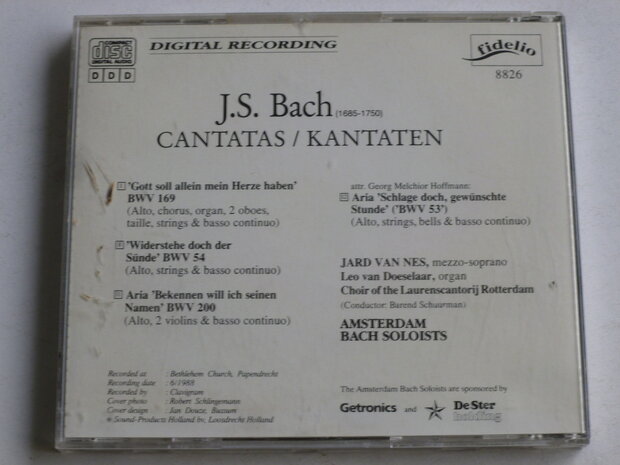 COMPACT
disc
DIGITAL AUDIO
D D D
DIGITAL RECORDING
fidelio
8826
J.S. Bach (1685-1750)
CANTATAS / KANTATEN
'Gott soll allein mein Herze haben'
BWV 169
(Alto, chorus, organ, 2 oboes,
taille, strings & basso continuo)
'Widerstehe doch der
Sünde' BWV 54
(Alto, strings & basso continuo)
Aria 'Bekennen will ich seinen
Namen' BWV 200
(Alto, 2 violins & basso continuo)
attr. Georg Melchior Hoffmann:
Aria 'Schlage doch, gewünschte
Stunde' ('BWV 53')
(Alto, strings, bells & basso continuo)
JARD VAN NES, mezzo-soprano
Leo van Doeselaar, organ
Choir of the Laurenscantorij Rotterdam
(Conductor: Barend Schuurman)
AMSTERDAM
BACH SOLOISTS
Recorded at : Bethlehem Church, Papendrecht
Recording date : 6/1988
Recorded by : Clavigram
Cover photo : Robert Schlingemann
Cover design : Jan Douze, Bussum
Sound-Products Holland bv, Loosdrecht Holland
The Amsterdam Bach Soloists are sponsored by
Getronics and De Ster
holding